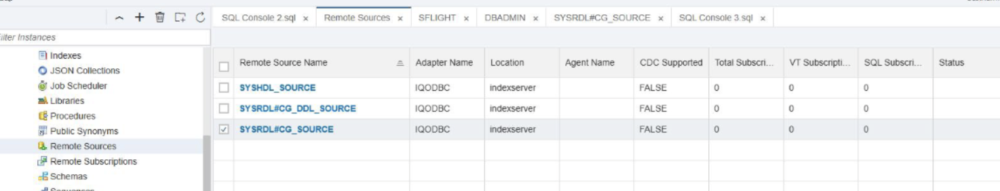 SQL Console 2.sql x Remote Sources x SFLIGHT x DBADMIN x SYSRDL#CG_SOURCE x SQL Console 3.sql x
Filter Instances
Indexes
JSON Collections
Job Scheduler
Libraries
Procedures
Public Synonyms
Remote Sources
Remote Subscriptions
Schemas
Sequences
Remote Source Name Adapter Name Location Agent Name CDC Supported Total Subscri... VT Subscripti... SQL Subscri... Status
SYSHDL_SOURCE IQODBC indexserver FALSE 0 0 0
SYSRDL#CG_DDL_SOURCE IQODBC indexserver FALSE 0 0 0
SYSRDL#CG_SOURCE IQODBC indexserver FALSE 0 0 0